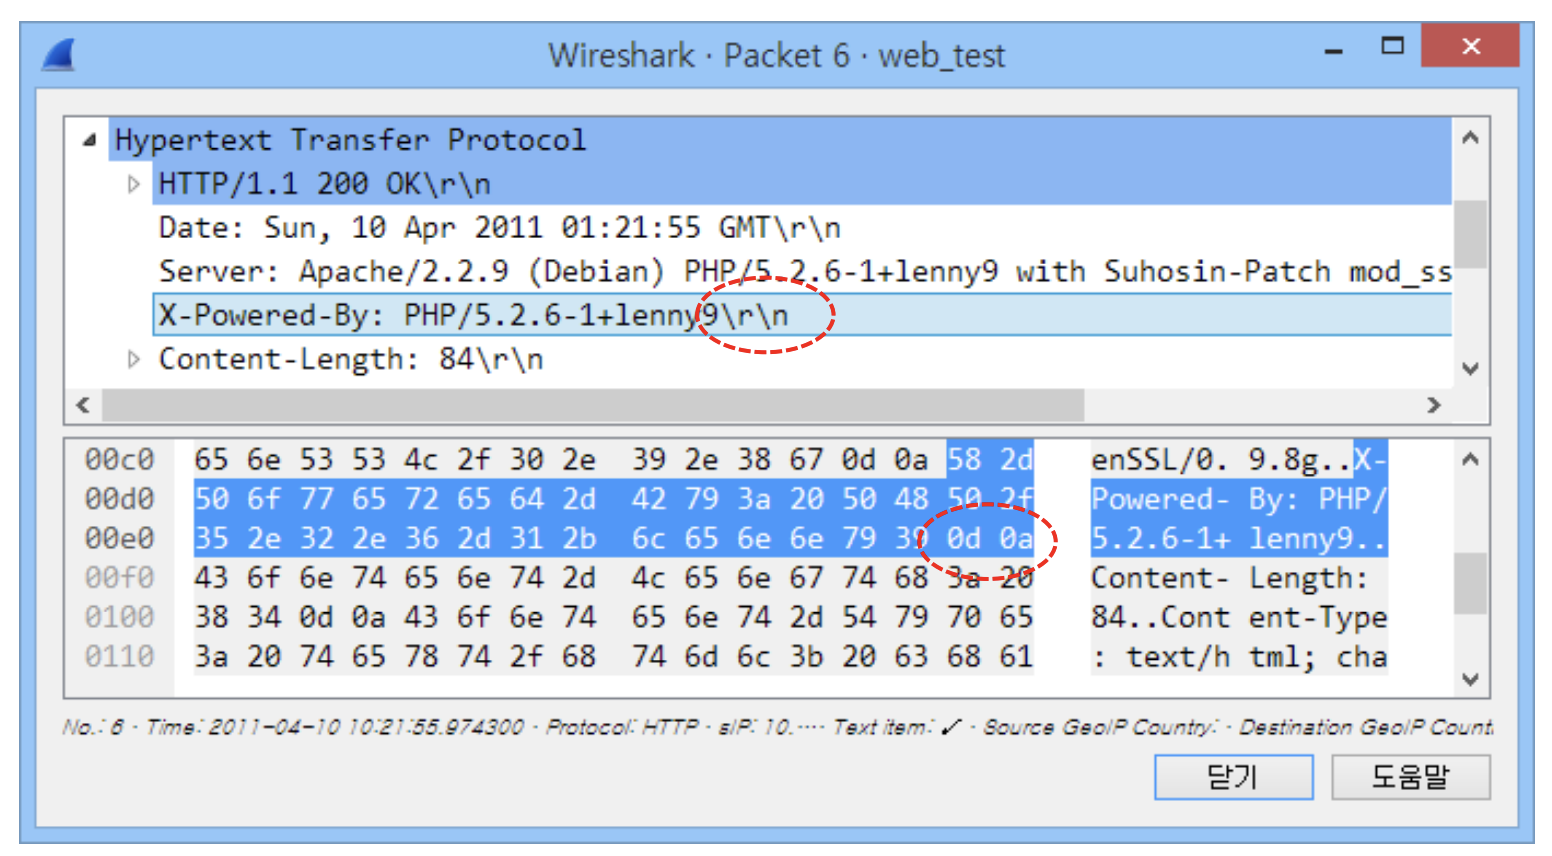 Wireshark · Packet 6 · web_test
Hypertext Transfer Protocol
HTTP/1.1 200 OK\r\n
Date: Sun, 10 Apr 2011 01:21:55 GMT\r\n
Server: Apache/2.2.9 (Debian) PHP/5.2.6-1+lenny9 with Suhosin-Patch mod_ss
X-Powered-By: PHP/5.2.6-1+lenny9\r\n
Content-Length: 84\r\n
00c0 65 6e 53 53 4c 2f 30 2e 39 2e 38 67 0d 0a 58 2d enSSL/0. 9.8g..X-
00d0 50 6f 77 65 72 65 64 2d 42 79 3a 20 50 48 50 2f Powered- By: PHP/
00e0 35 2e 32 2e 36 2d 31 2b 6c 65 6e 6e 79 39 0d 0a 5.2.6-1+ lenny9..
00f0 43 6f 6e 74 65 6e 74 2d 4c 65 6e 67 74 68 3a 20 Content- Length:
0100 38 34 0d 0a 43 6f 6e 74 65 6e 74 2d 54 79 70 65 84..Cont ent-Type
0110 3a 20 74 65 78 74 2f 68 74 6d 6c 3b 20 63 68 61 : text/h tml; cha
No.: 6 · Time: 2011-04-10 10:21:55.974300 · Protocol: HTTP · sIP: 10.···· Text item: ✓ · Source GeoIP Country: · Destination GeoIP Count
닫기
도움말